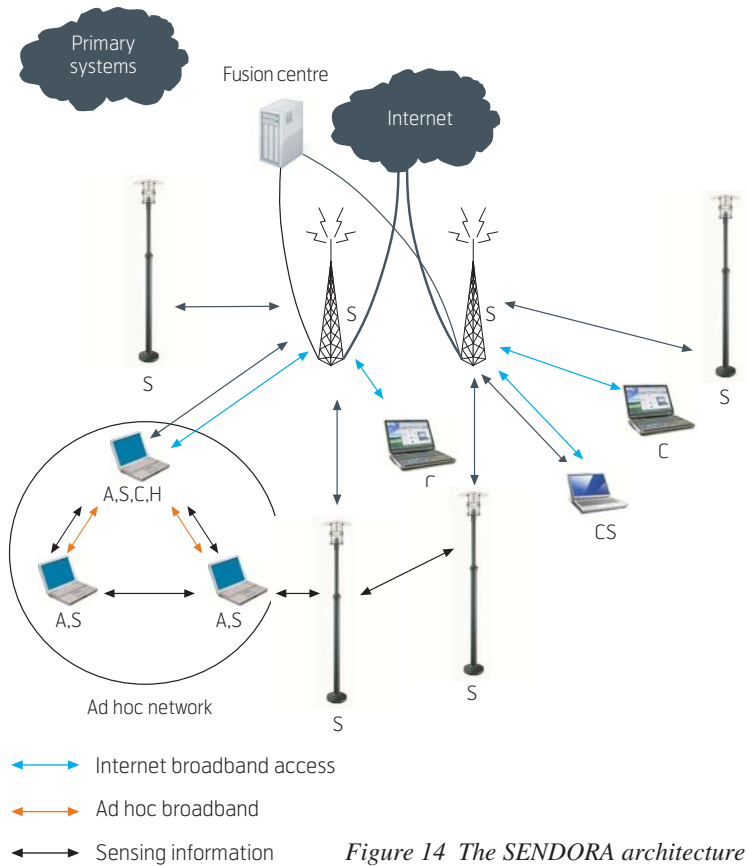 Primary
systems
Fusion centre
Internet
S
S
S
S
A,S,C,H
C
C
CS
A,S
A,S
S
S
Ad hoc network
Internet broadband access
Ad hoc broadband
Sensing information
Figure 14 The SENDORA architecture